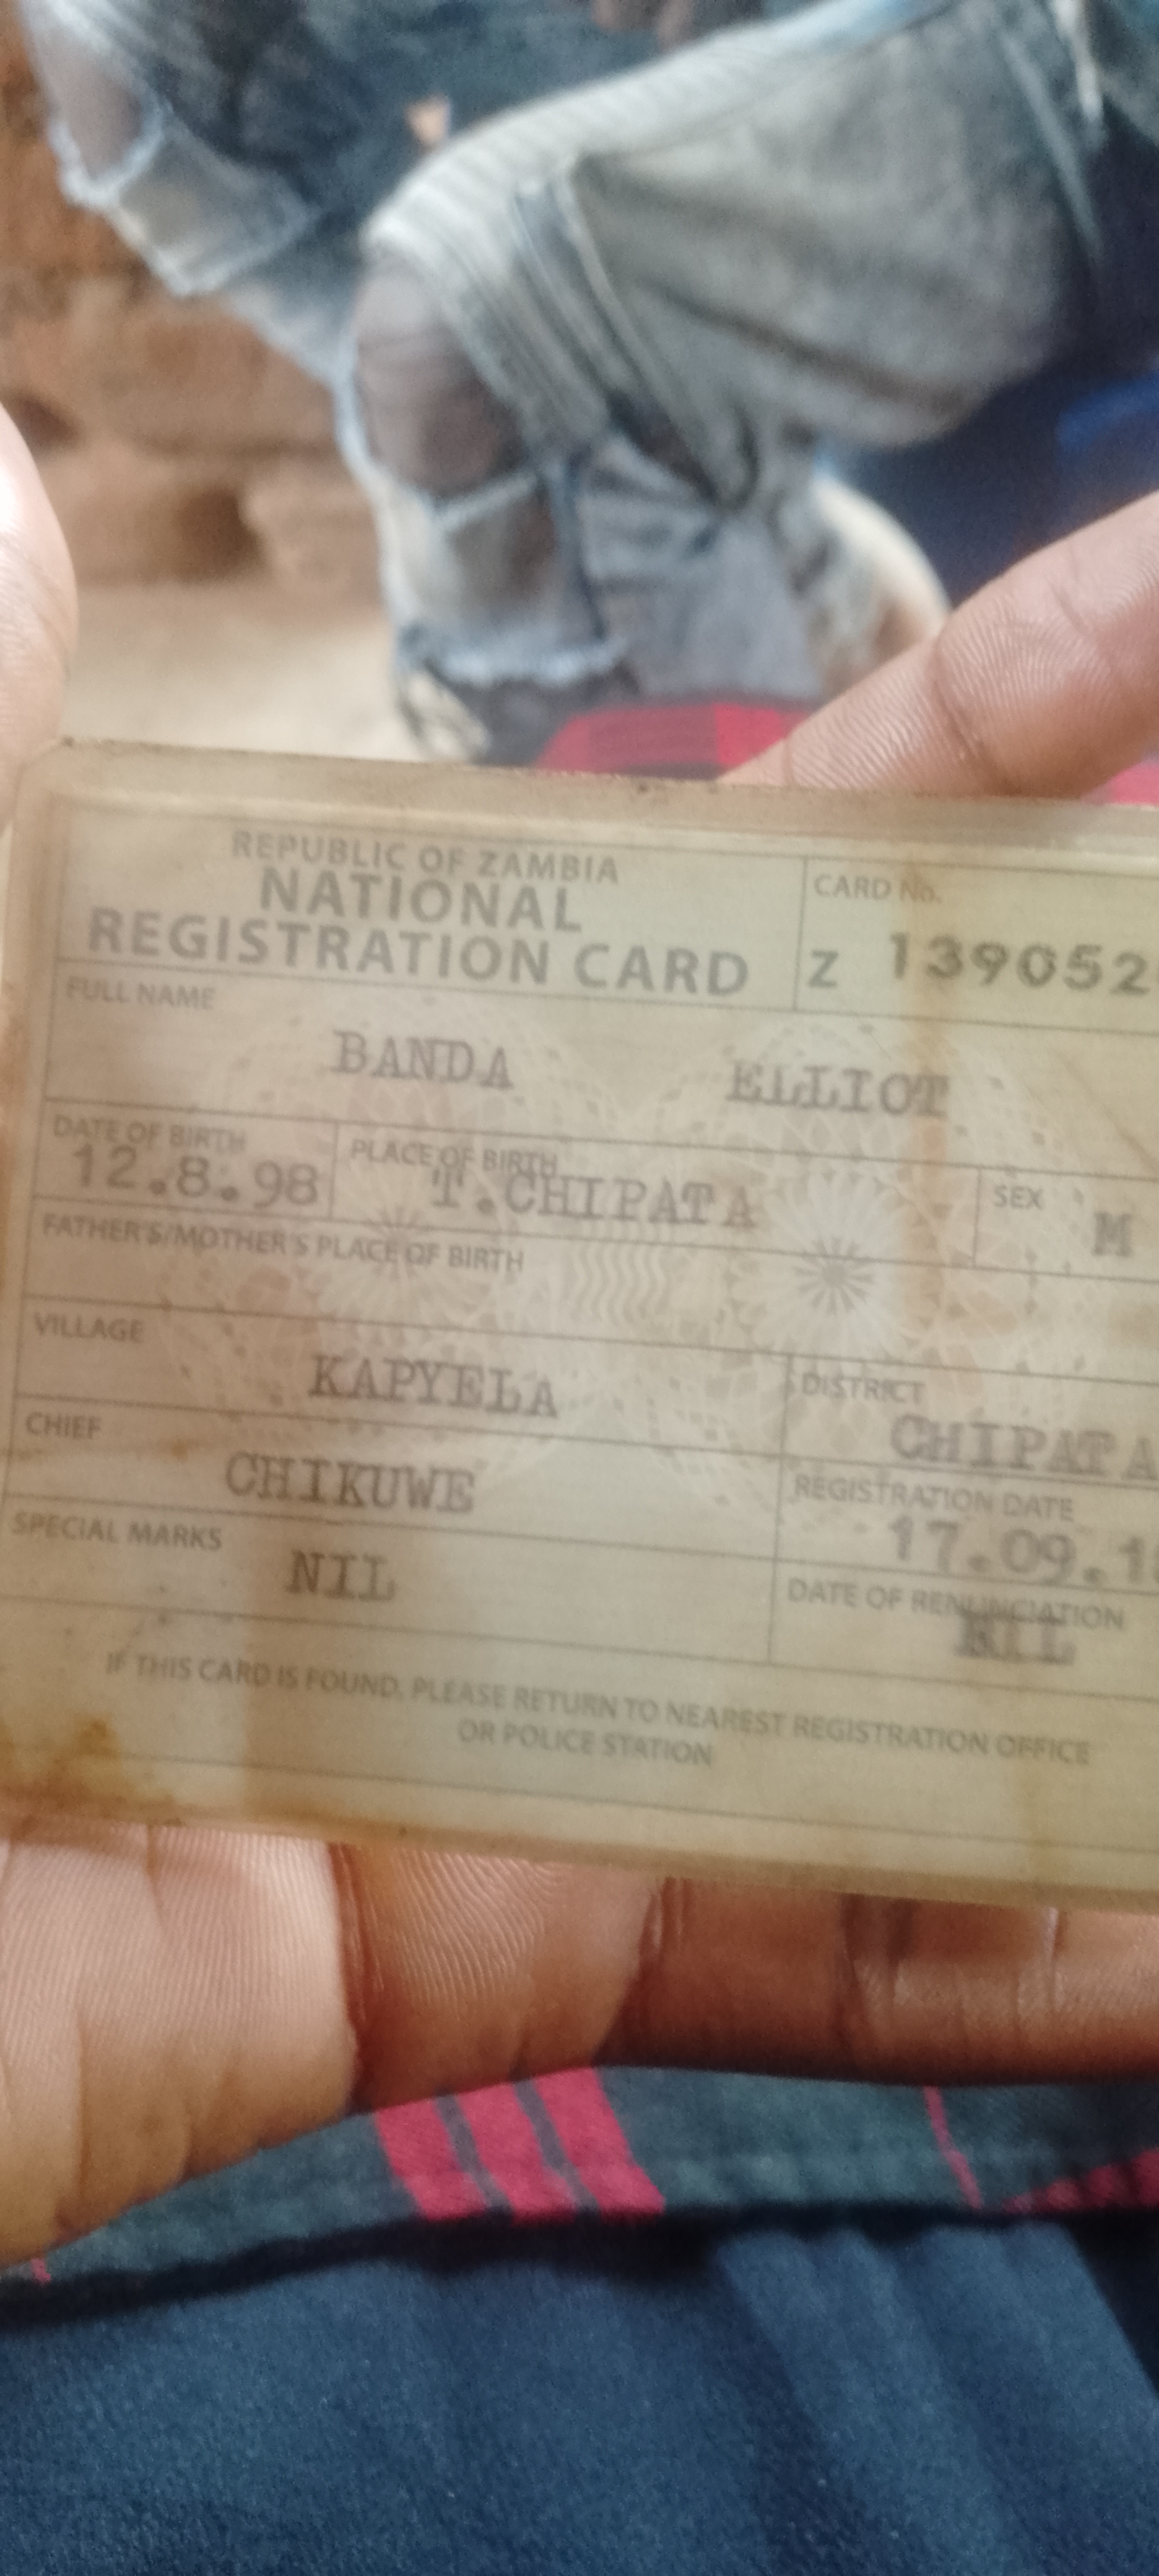 REPUBLIC OF ZAMBIA
NATIONAL
REGISTRATION CARD
CARD No.
Z 139052
FULL NAME
BANDA ELLIOT
DATE OF BIRTH
12.8.98
PLACE OF BIRTH
T.CHIPATA
SEX
M
FATHER'S/MOTHER'S PLACE OF BIRTH
VILLAGE
KAPYELA
DISTRICT
CHIPATA
CHIEF
CHIKUWE
REGISTRATION DATE
17.09.1
SPECIAL MARKS
NIL
DATE OF RENUNCIATION
NIL
IF THIS CARD IS FOUND, PLEASE RETURN TO NEAREST REGISTRATION OFFICE
OR POLICE STATION